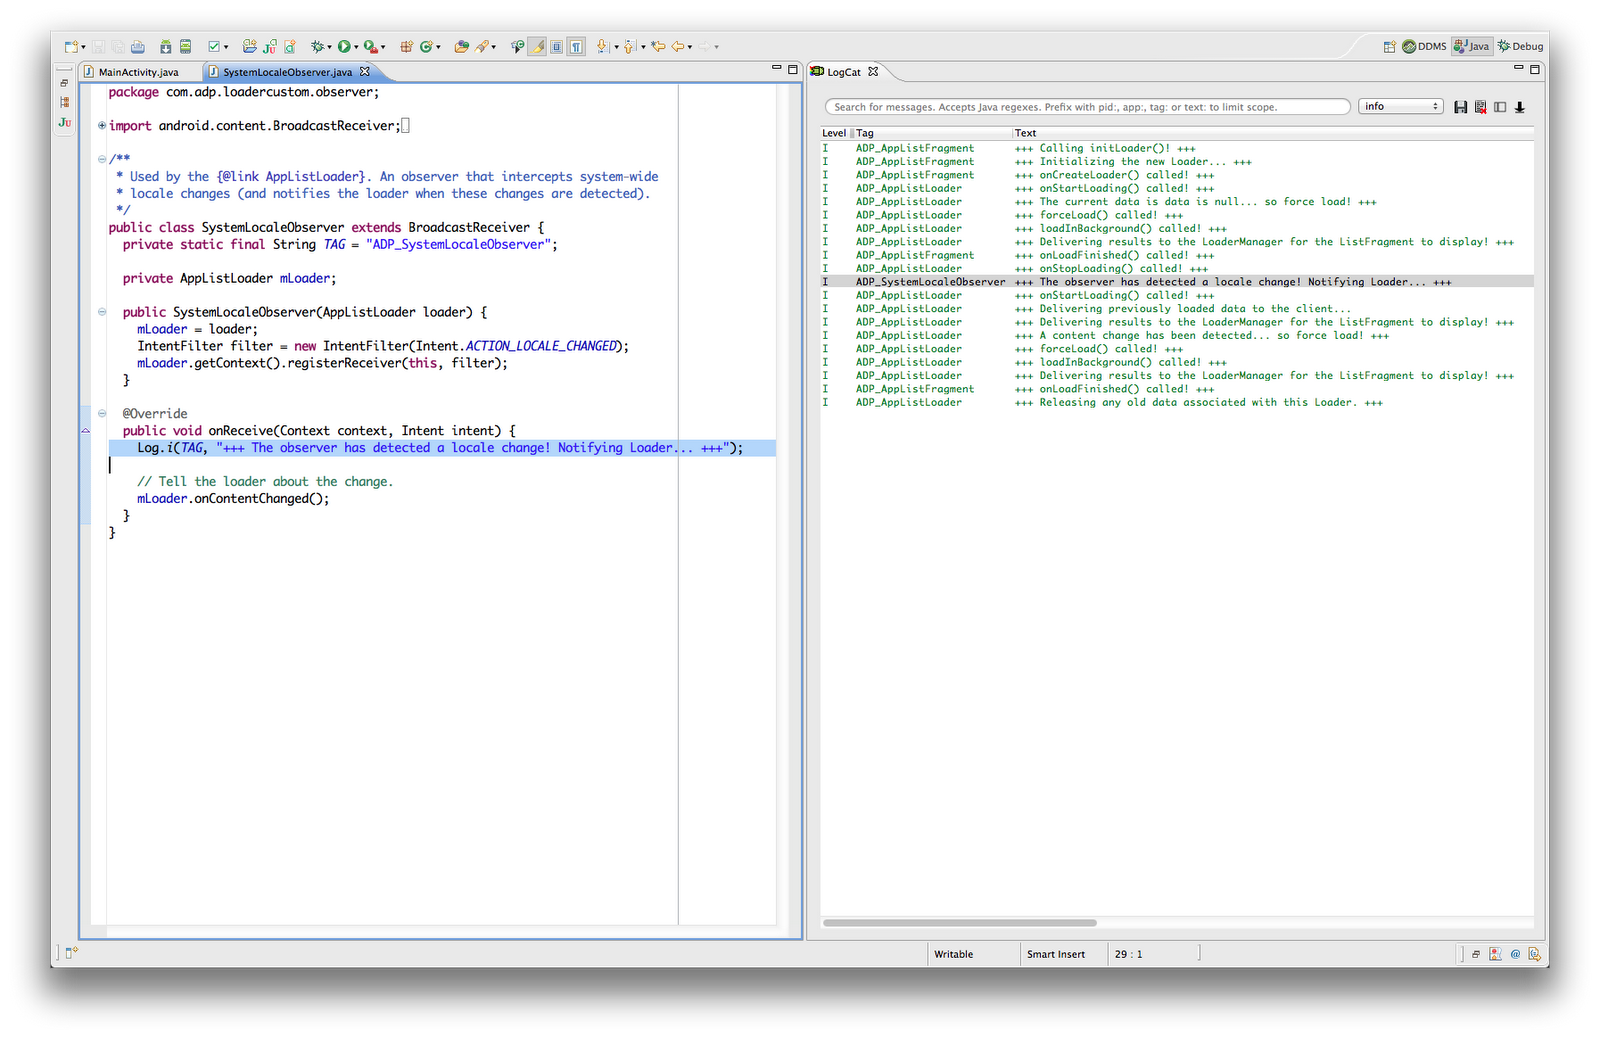 DDMS Java Debug
MainActivity.java SystemLocaleObserver.java
package com.adp.loadercustom.observer;
import android.content.BroadcastReceiver;
/**
* Used by the {@link AppListLoader}. An observer that intercepts system-wide
* locale changes (and notifies the loader when these changes are detected).
*/
public class SystemLocaleObserver extends BroadcastReceiver {
private static final String TAG = "ADP_SystemLocaleObserver";
private AppListLoader mLoader;
public SystemLocaleObserver(AppListLoader loader) {
mLoader = loader;
IntentFilter filter = new IntentFilter(Intent.ACTION_LOCALE_CHANGED);
mLoader.getContext().registerReceiver(this, filter);
}
@Override
public void onReceive(Context context, Intent intent) {
Log.i(TAG, "+++ The observer has detected a locale change! Notifying Loader... +++");
// Tell the loader about the change.
mLoader.onContentChanged();
}
}
LogCat
Search for messages. Accepts Java regexes. Prefix with pid:, app:, tag: or text: to limit scope.
info
Level Tag Text
I ADP_AppListFragment +++ Calling initLoader()! +++
I ADP_AppListFragment +++ Initializing the new Loader... +++
I ADP_AppListFragment +++ onCreateLoader() called! +++
I ADP_AppListLoader +++ onStartLoading() called! +++
I ADP_AppListLoader +++ The current data is data is null... so force load! +++
I ADP_AppListLoader +++ forceLoad() called! +++
I ADP_AppListLoader +++ loadInBackground() called! +++
I ADP_AppListLoader +++ Delivering results to the LoaderManager for the ListFragment to display! +++
I ADP_AppListFragment +++ onLoadFinished() called! +++
I ADP_AppListLoader +++ onStopLoading() called! +++
I ADP_SystemLocaleObserver +++ The observer has detected a locale change! Notifying Loader... +++
I ADP_AppListLoader +++ onStartLoading() called! +++
I ADP_AppListLoader +++ Delivering previously loaded data to the client...
I ADP_AppListLoader +++ Delivering results to the LoaderManager for the ListFragment to display! +++
I ADP_AppListLoader +++ A content change has been detected... so force load! +++
I ADP_AppListLoader +++ forceLoad() called! +++
I ADP_AppListLoader +++ loadInBackground() called! +++
I ADP_AppListLoader +++ Delivering results to the LoaderManager for the ListFragment to display! +++
I ADP_AppListFragment +++ onLoadFinished() called! +++
I ADP_AppListLoader +++ Releasing any old data associated with this Loader. +++
Writable Smart Insert 29 : 1